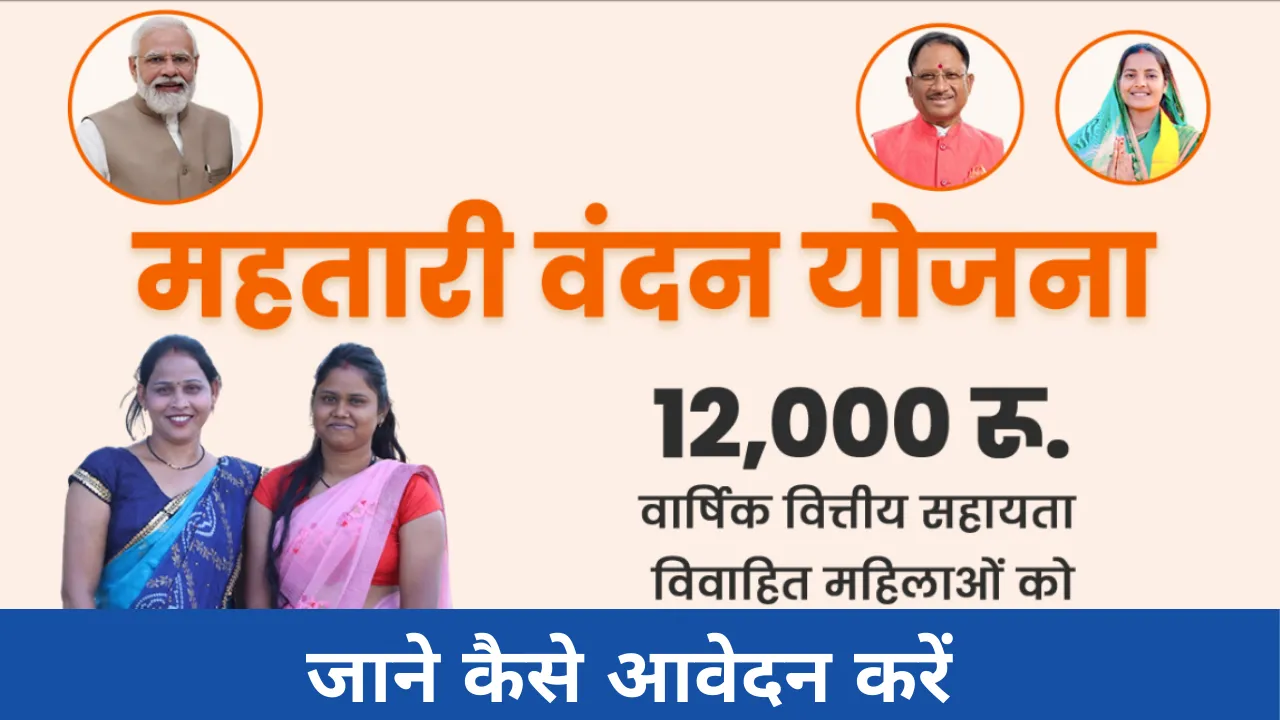 महतारी वंदन योजना
12,000 रू.
वार्षिक वित्तीय सहायता
विवाहित महिलाओं को
जाने कैसे आवेदन करें